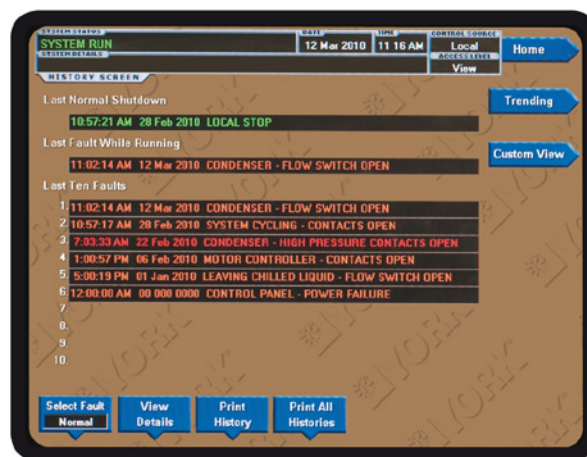 SYSTEM STATUS
SYSTEM RUN
SYSTEM DETAILS
DATE
12 Mar 2010
TIME
11 16 AM
CONTROL SOURCE
Local
ACCESS LEVEL
View
Home
HISTORY SCREEN
Trending
Last Normal Shutdown
10:57:21 AM 28 Feb 2010 LOCAL STOP
Last Fault While Running
Custom View
11:02:14 AM 12 Mar 2010 CONDENSER - FLOW SWITCH OPEN
Last Ten Faults
1. 11:02:14 AM 12 Mar 2010 CONDENSER - FLOW SWITCH OPEN
2. 10:57:17 AM 28 Feb 2010 SYSTEM CYCLING - CONTACTS OPEN
3. 7:03:33 AM 22 Feb 2010 CONDENSER - HIGH PRESSURE CONTACTS OPEN
4. 1:00:57 PM 06 Feb 2010 MOTOR CONTROLLER - CONTACTS OPEN
5. 5:00:19 PM 01 Jan 2010 LEAVING CHILLED LIQUID - FLOW SWITCH OPEN
6. 12:00:00 AM 00 000 0000 CONTROL PANEL - POWER FAILURE
7.
8.
9.
10.
Select Fault
Normal
View
Details
Print
History
Print All
Histories
YORK